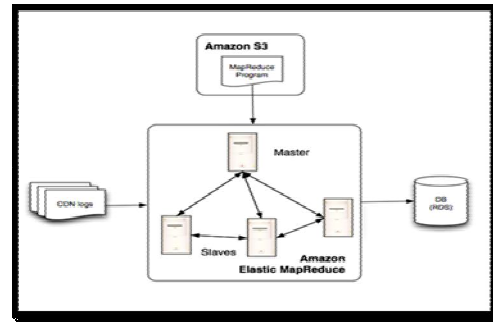 Amazon S3
MapReduce
Program
Master
CDN logs
Slaves
DB
(RDS)
Amazon
Elastic MapReduce